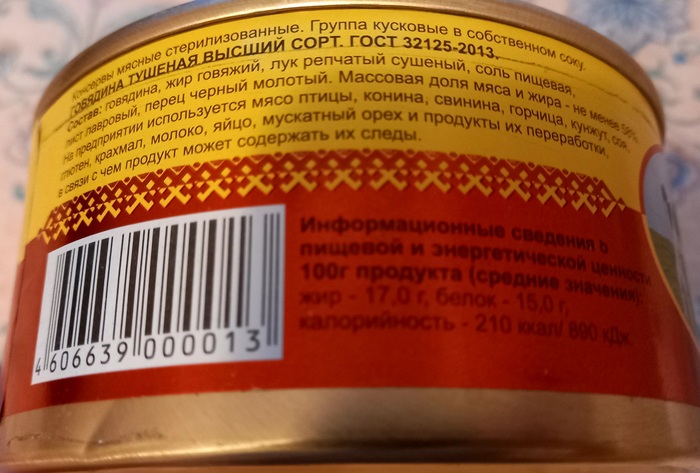 Консервы мясные стерилизованные. Группа кусковые в собственном соку.
ГОВЯДИНА ТУШЕНАЯ ВЫСШИЙ СОРТ. ГОСТ 32125-2013.
Состав: говядина, жир говяжий, лук репчатый сушеный, соль пищевая,
лист лавровый, перец черный молотый. Массовая доля мяса и жира - не менее 58%
На предприятии используется мясо птицы, конина, свинина, горчица, кунжут, соя,
глютен, крахмал, молоко, яйцо, мускатный орех и продукты их переработки,
в связи с чем продукт может содержать их следы.
Информационные сведения о
пищевой и энергетической ценности
100г продукта (средние значения):
жир - 17,0 г, белок - 15,0 г,
калорийность - 210 ккал/ 890 кДж
4 606639 000013